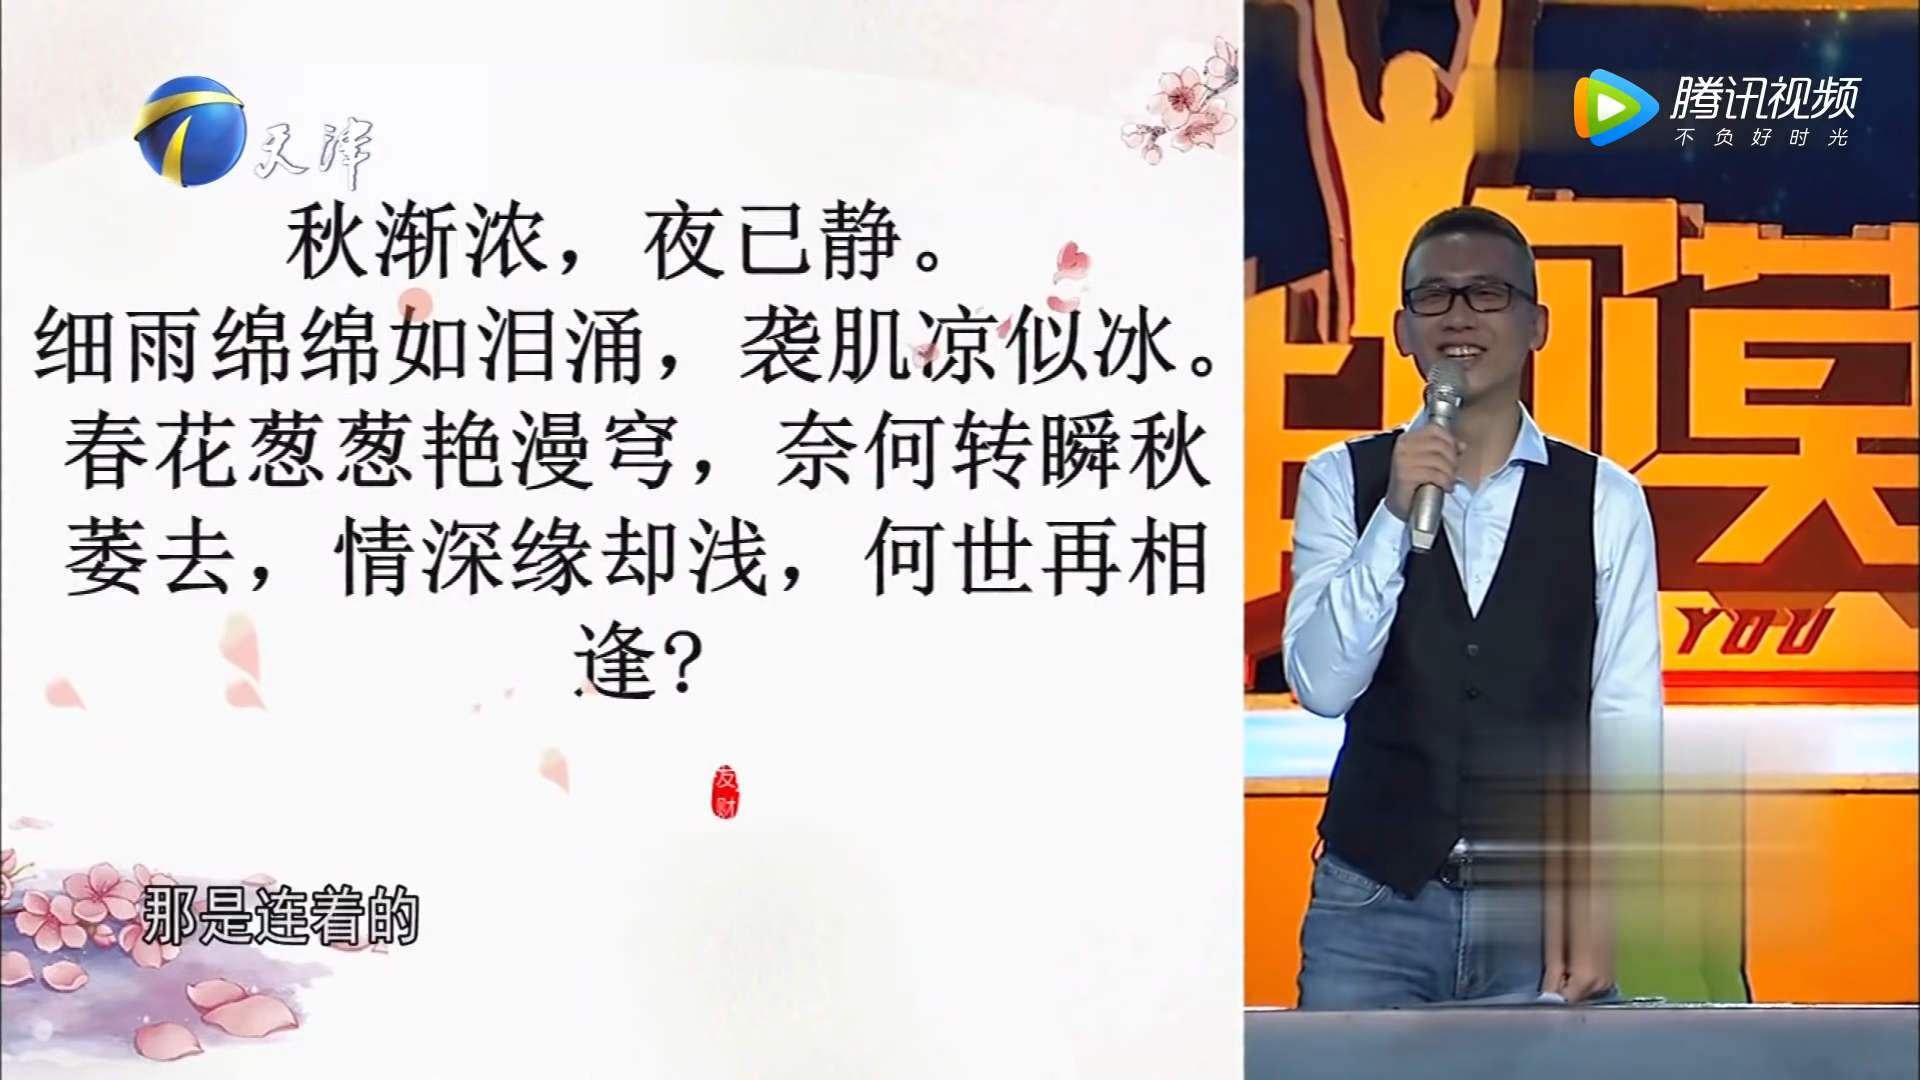 天津
腾讯视频
不负好时光
秋渐浓，夜已静。
细雨绵绵如泪涌，袭肌凉似冰。
春花葱葱艳漫穹，奈何转瞬秋
萎去，情深缘却浅，何世再相
逢?
友财
YOU
那是连着的